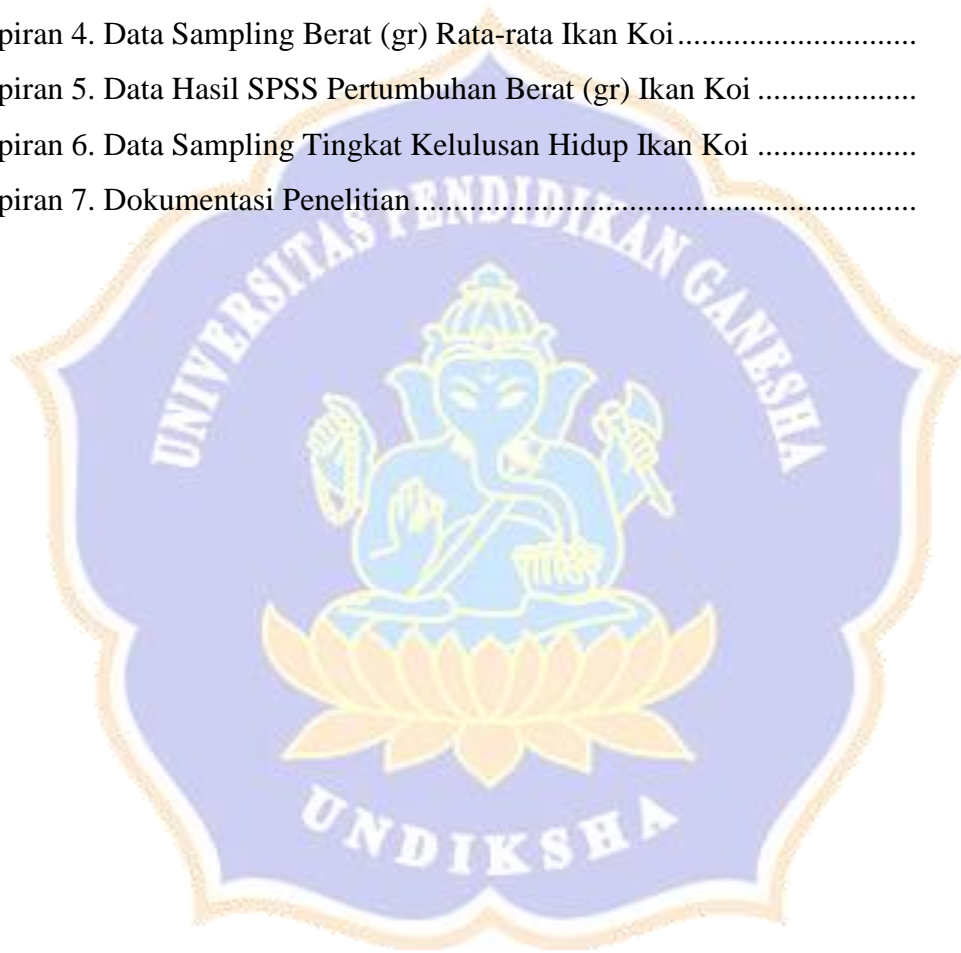 piran 4. Data Sampling Berat (gr) Rata-rata Ikan Koi............................
piran 5. Data Hasil SPSS Pertumbuhan Berat (gr) Ikan Koi ....................
piran 6. Data Sampling Tingkat Kelulusan Hidup Ikan Koi ....................
piran 7. Dokumentasi Penelitian...............................................................
UNIVERSITAS PENDIDIKAN GANESHA
UNDIKSHA